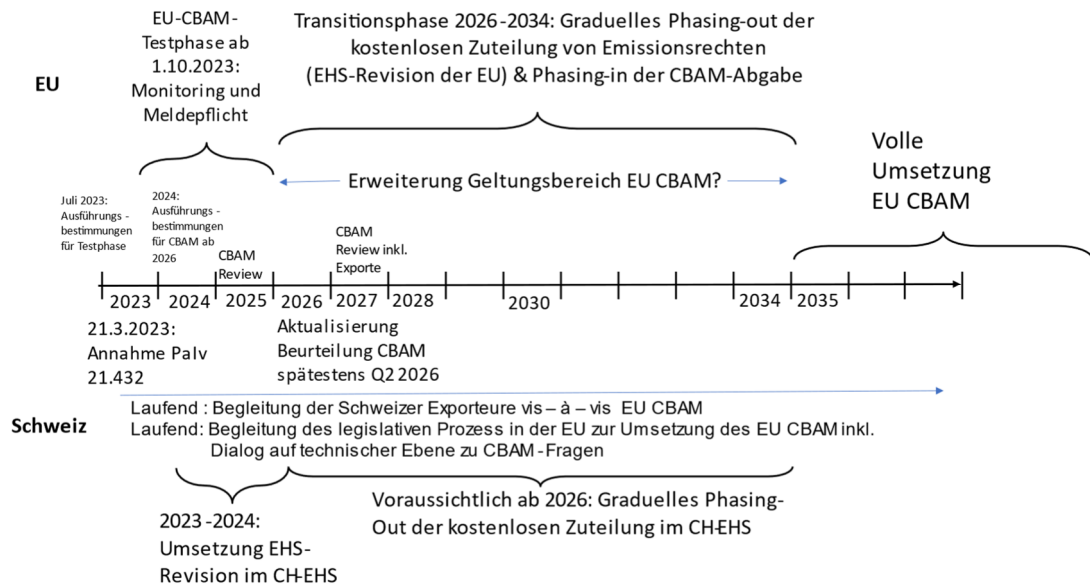 EU-CBAM-
Testphase ab
1.10.2023:
Monitoring und
Meldepflicht
Transitionsphase 2026-2034: Graduelles Phasing-out der
kostenlosen Zuteilung von Emissionsrechten
(EHS-Revision der EU) & Phasing-in der CBAM-Abgabe
EU
Volle
Umsetzung
EU CBAM
Erweiterung Geltungsbereich EU CBAM?
Juli 2023:
Ausführungs-
bestimmungen
für Testphase
2024:
Ausführungs-
bestimmungen
für CBAM ab
2026
CBAM
Review
CBAM
Review inkl.
Exporte
2023 2024 2025 2026 2027 2028 2030 2034 2035
21.3.2023:
Annahme PaIv
21.432
Aktualisierung
Beurteilung CBAM
spätestens Q2 2026
Schweiz
Laufend : Begleitung der Schweizer Exporteure vis – à – vis EU CBAM
Laufend: Begleitung des legislativen Prozess in der EU zur Umsetzung des EU CBAM inkl.
Dialog auf technischer Ebene zu CBAM-Fragen
2023-2024:
Umsetzung EHS-
Revision im CH-EHS
Voraussichtlich ab 2026: Graduelles Phasing-
Out der kostenlosen Zuteilung im CH-EHS